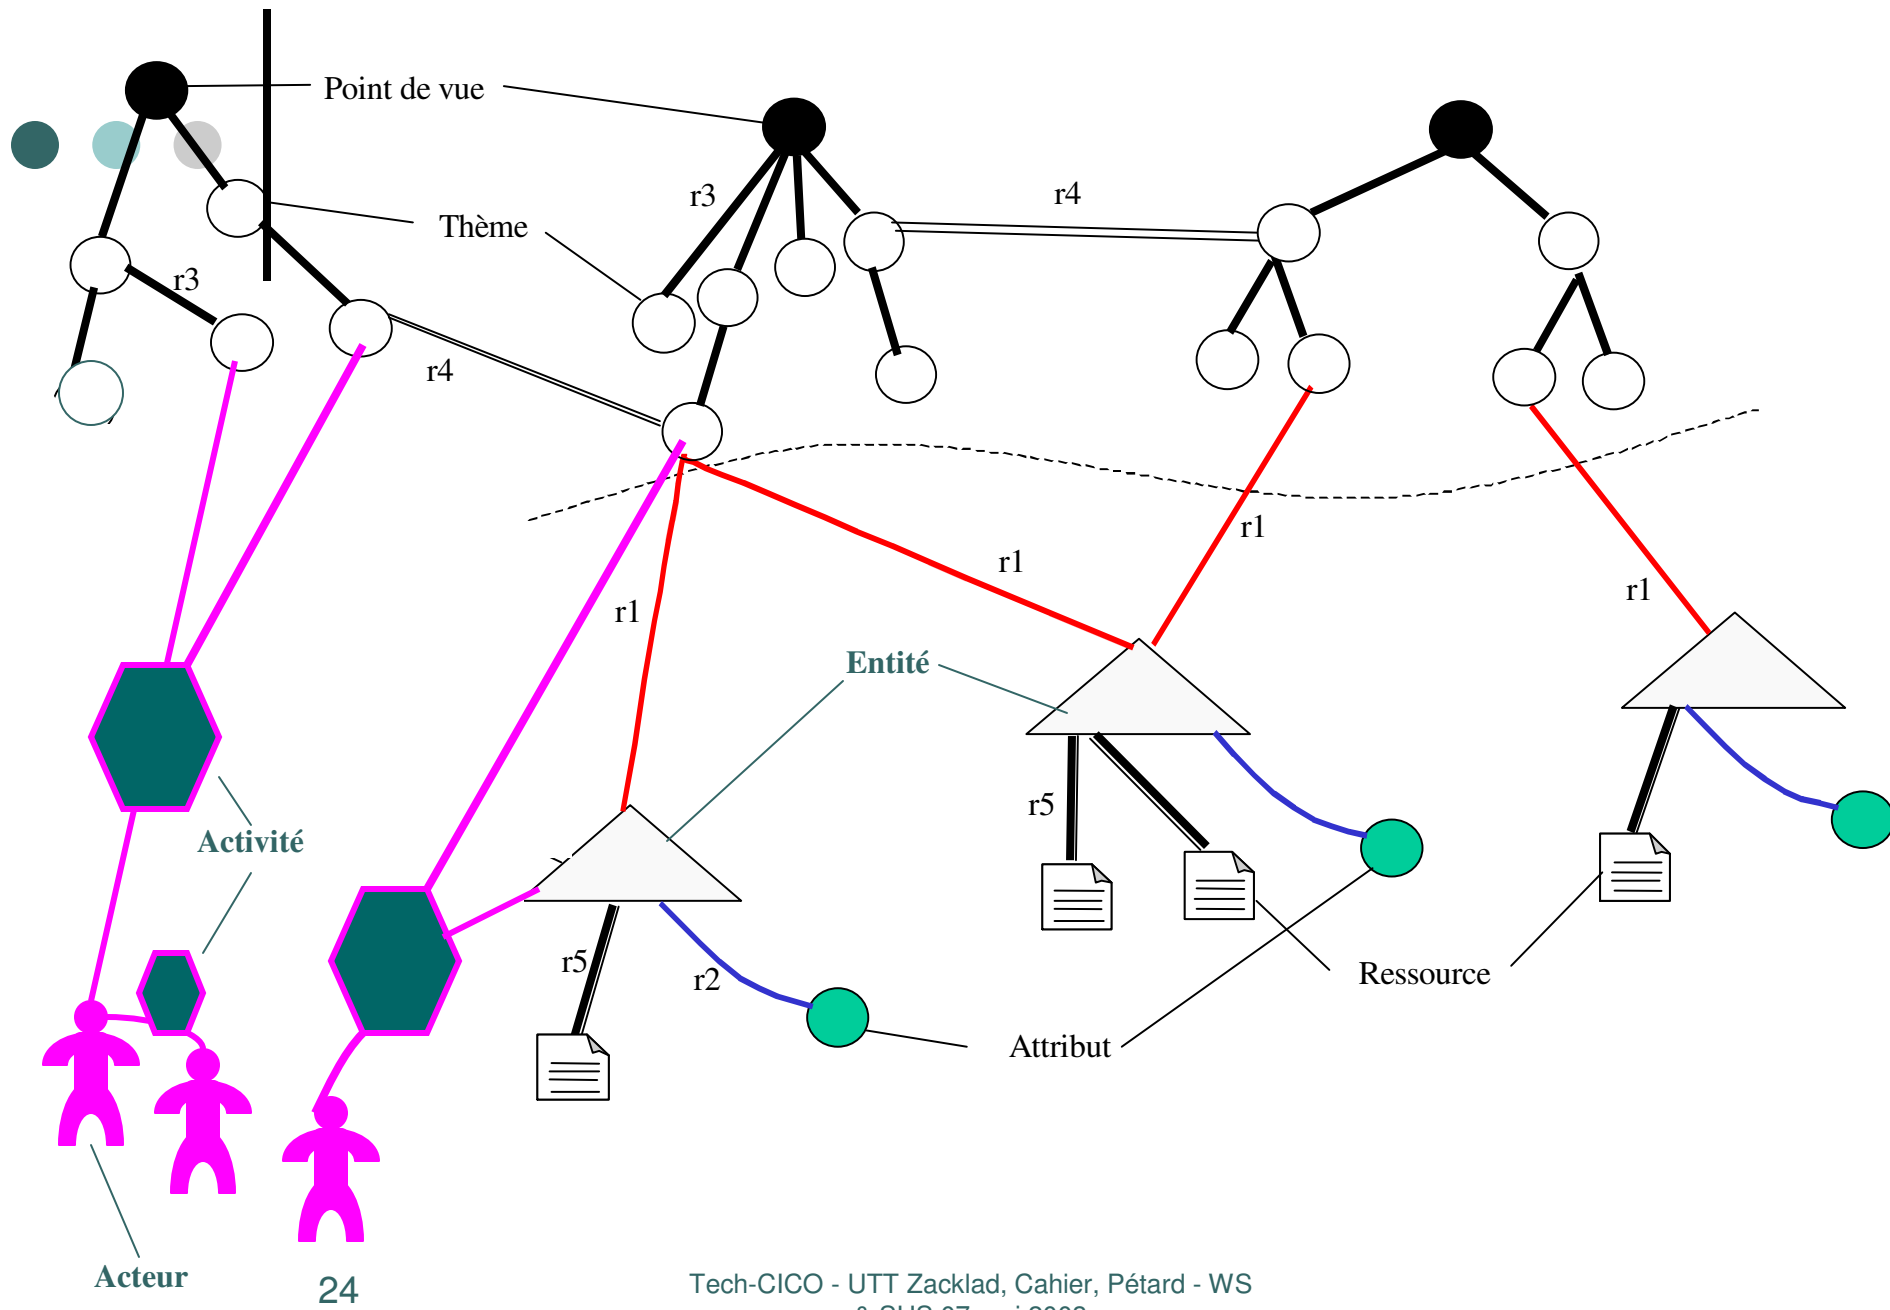 Point de vue
r3
r4
Thème
r3
r4
r1
r1
r1
r1
Entité
r5
Activité
r5
r2
Ressource
Attribut
Acteur
24
Tech-CICO - UTT Zacklad, Cahier, Pétard - WS